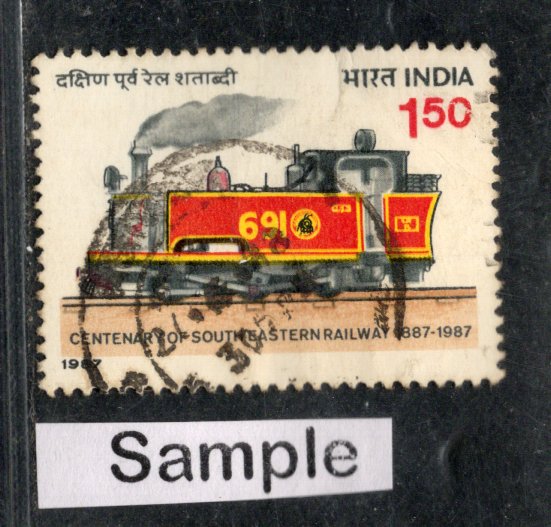 दक्षिण पूर्व रेल शताब्दी
भारत INDIA
150
691
CENTENARY OF SOUTH EASTERN RAILWAY 1887-1987
1987
Sample